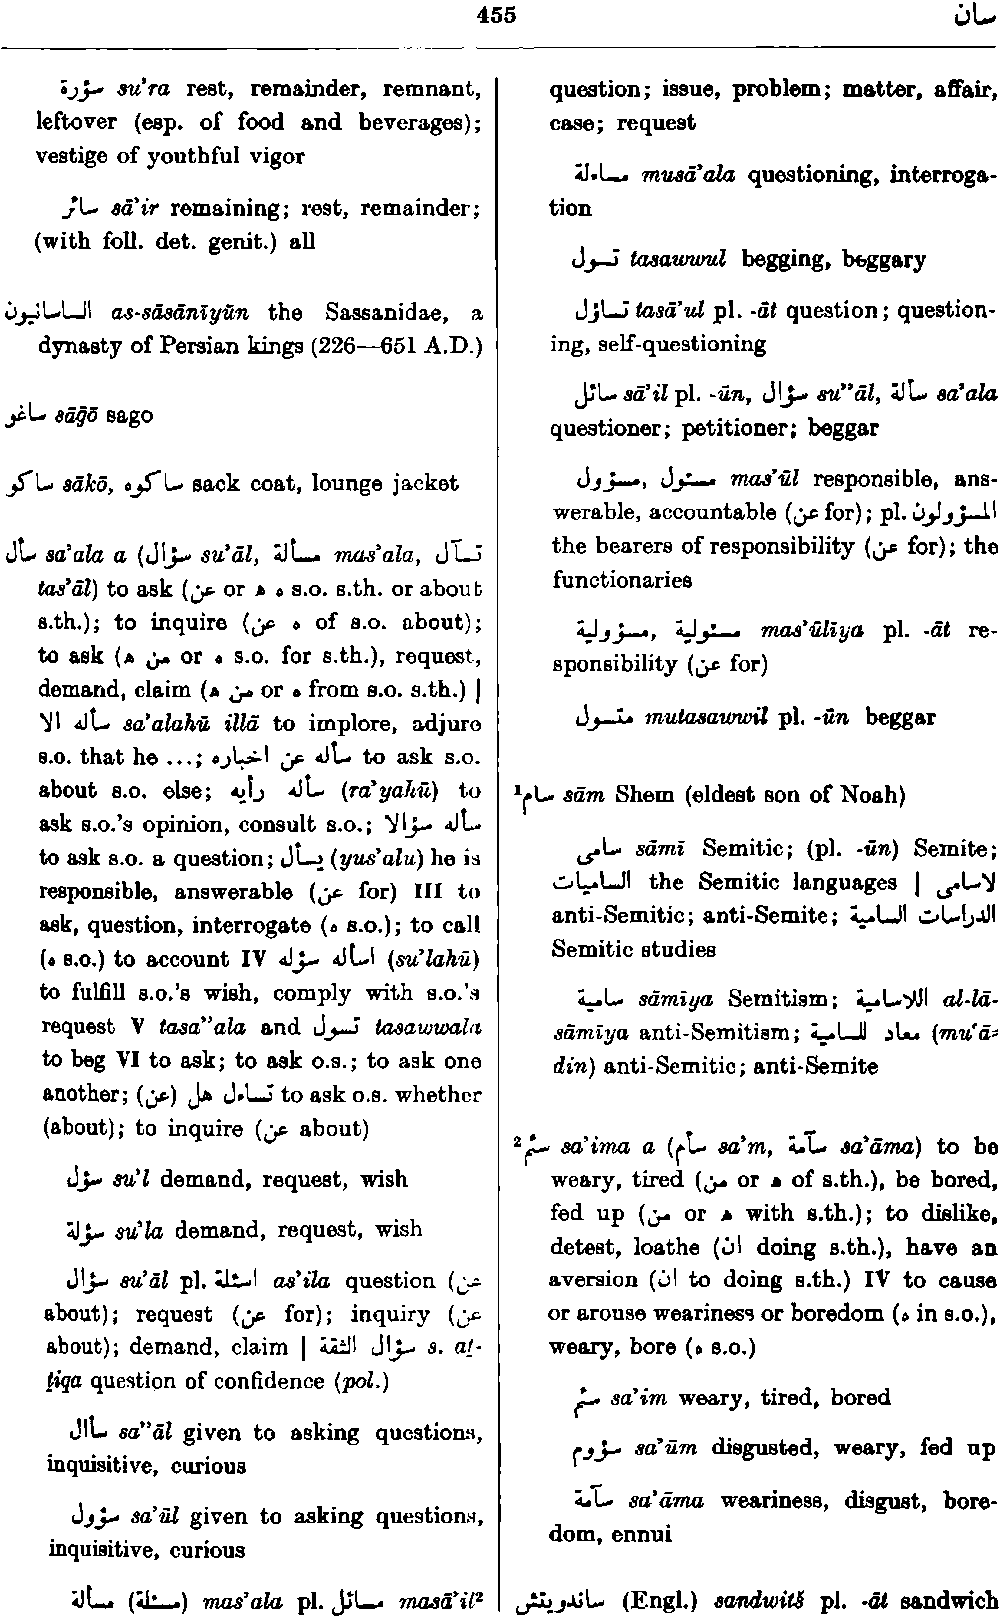 455
سان
سؤرة su’ra rest, remainder, remnant,
leftover (esp. of food and beverages);
vestige of youthful vigor
سائر sā’ir remaining; rest, remainder;
(with foll. det. genit.) all
الساسانيون as-sāsānīyūn the Sassanidae, a
dynasty of Persian kings (226—651 A.D.)
ساغو sāḡō sago
ساكو sākō, ساكوه sack coat, lounge jacket
سأل sa’ala a (سؤال su’āl, مسألة mas’ala, تسآل
tas’āl) to ask (عن or ه ه s.o. s.th. or about
s.th.); to inquire (عن ه of s.o. about);
to ask (ه من or ه s.o. for s.th.), request,
demand, claim (ه من or ه from s.o. s.th.) |
سأله الا sa’alahū illā to implore, adjure
s.o. that he ...; سأله عن اخباره to ask s.o.
about s.o. else; سأله رأيه (ra’yahū) to
ask s.o.’s opinion, consult s.o.; سأله سؤالا
to ask s.o. a question; يسأل (yus’alu) he is
responsible, answerable (عن for) III to
ask, question, interrogate (ه s.o.); to call
(ه s.o.) to account IV اسأله سؤله (su’lahū)
to fulfill s.o.’s wish, comply with s.o.’s
request V tasa’’ala and تسول tasawwala
to beg VI to ask; to ask o.s.; to ask one
another; تساءل هل (عن) to ask o.s. whether
(about); to inquire (عن about)
سؤل su’l demand, request, wish
سؤلة su’la demand, request, wish
سؤال su’āl pl. اسئلة as’ila question (عن
about); request (عن for); inquiry (عن
about); demand, claim | سؤال الثقة s. aṯ-
ṯiqa question of confidence (pol.)
سأال sa’’āl given to asking questions,
inquisitive, curious
سؤول sa’ūl given to asking questions,
inquisitive, curious
مسألة (مسئلة) mas’ala pl. مسائل masā’il²
question; issue, problem; matter, affair,
case; request
مساءلة musā’ala questioning, interroga-
tion
تسول tasawwul begging, beggary
تساؤل tasā’ul pl. -āt question; question-
ing, self-questioning
سائل sā’il pl. -ūn, سؤال su’’āl, سألة sa’ala
questioner; petitioner; beggar
مسؤول, مسئول mas’ūl responsible, ans-
werable, accountable (عن for); pl. المسؤولون
the bearers of responsibility (عن for); the
functionaries
مسؤولية, مسئولية mas’ūlīya pl. -āt re-
sponsibility (عن for)
متسول mutasawwil pl. -ūn beggar
¹سام sām Shem (eldest son of Noah)
سامى sāmī Semitic; (pl. -ūn) Semite;
الساميات the Semitic languages | لاسامى
anti-Semitic; anti-Semite; الدراسات السامية
Semitic studies
سامية sāmīya Semitism; اللاسامية al-lā-
sāmīya anti-Semitism; معاد للسامية (mu‘ā-
din) anti-Semitic; anti-Semite
²سئم sa’ima a (سأم sa’m, سآمة sa’āma) to be
weary, tired (من or ه of s.th.), be bored,
fed up (من or ه with s.th.); to dislike,
detest, loathe (ان doing s.th.), have an
aversion (ان to doing s.th.) IV to cause
or arouse weariness or boredom (ه in s.o.),
weary, bore (ه s.o.)
سئم sa’im weary, tired, bored
سؤوم sa’ūm disgusted, weary, fed up
سآمة sa’āma weariness, disgust, bore-
dom, ennui
ساندويتش (Engl.) sandwitš pl. -āt sandwich